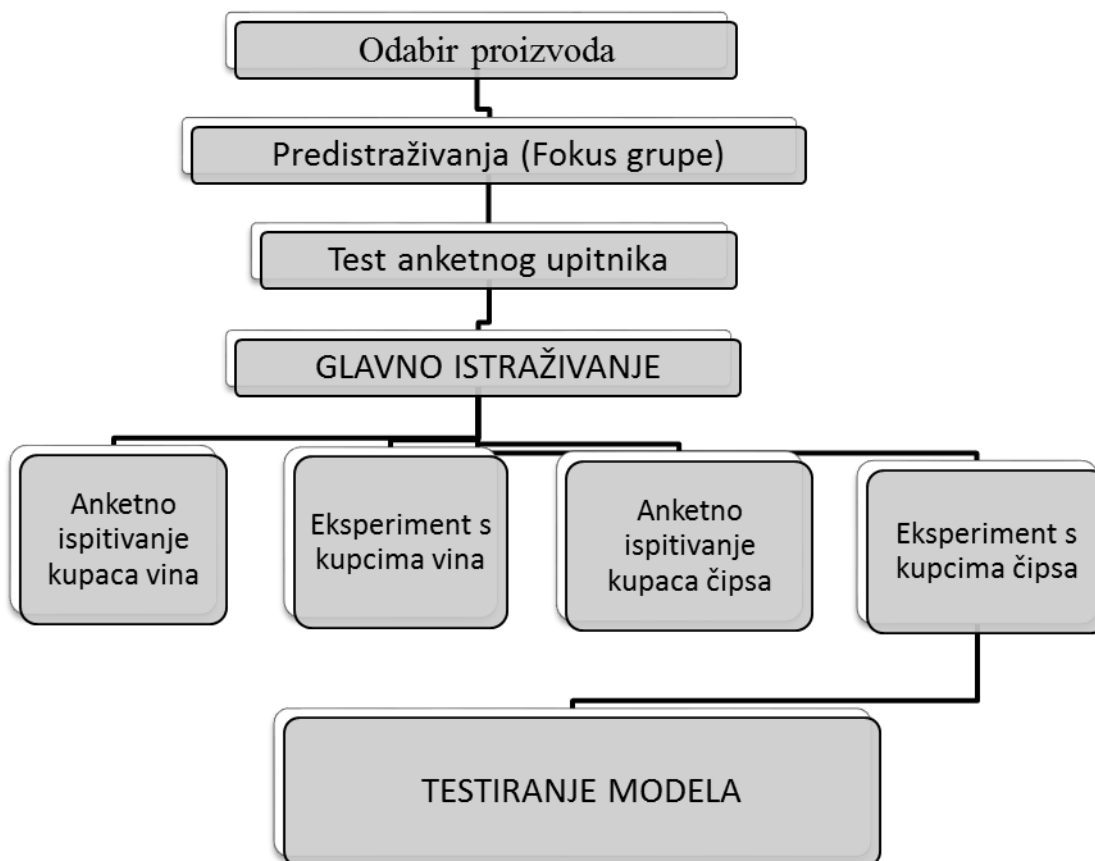 Odabir proizvoda
Predistraživanja (Fokus grupe)
Test anketnog upitnika
GLAVNO ISTRAŽIVANJE
Anketno
ispitivanje
kupaca vina
Eksperiment s
kupcima vina
Anketno
ispitivanje
kupaca čipsa
Eksperiment s
kupcima čipsa
TESTIRANJE MODELA